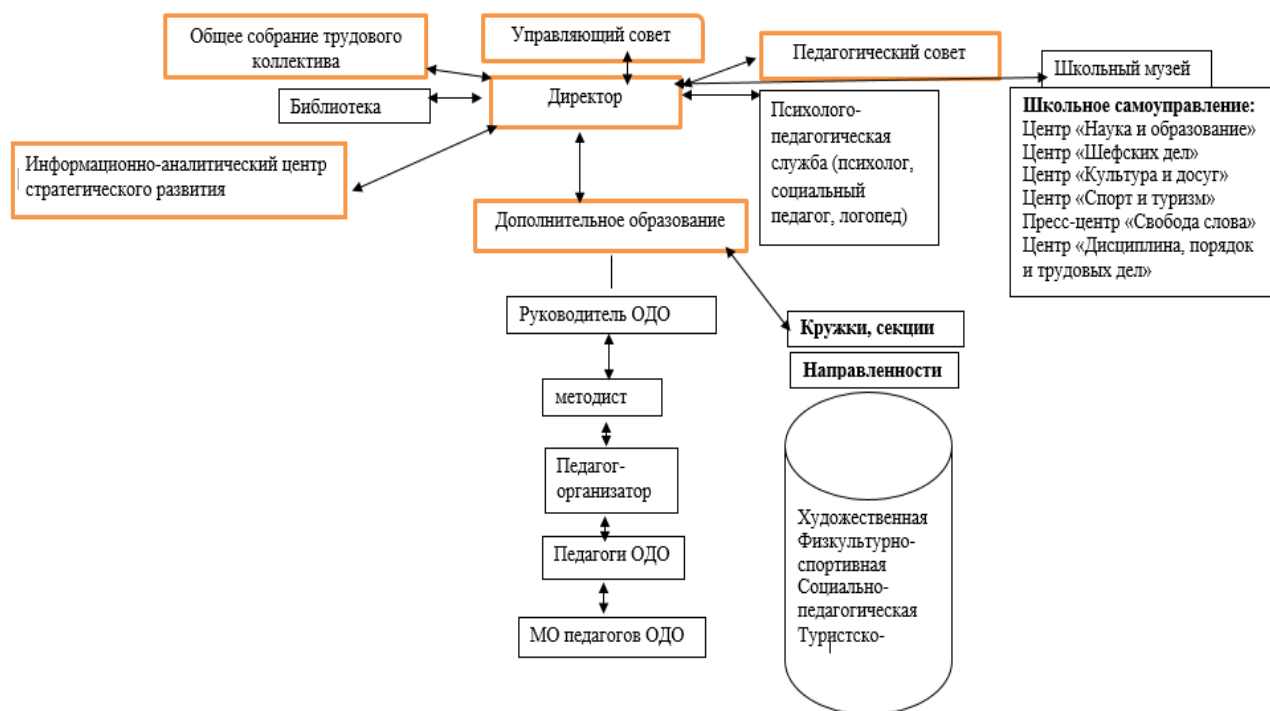 Общее собрание трудового
коллектива
Управляющий совет
Педагогический совет
Школьный музей
Библиотека
Директор
Психолого-
педагогическая
служба (психолог,
социальный
педагог, логопед)
Школьное самоуправление:
Центр «Наука и образование»
Центр «Шефских дел»
Центр «Культура и досуг»
Центр «Спорт и туризм»
Пресс-центр «Свобода слова»
Центр «Дисциплина, порядок
и трудовых дел»
Информационно-аналитический центр
стратегического развития
Дополнительное образование
Руководитель ОДО
Кружки, секции
Направленности
методист
Педагог-
организатор
Педагоги ОДО
МО педагогов ОДО
Художественная
Физкультурно-
спортивная
Социально-
педагогическая
Туристско-